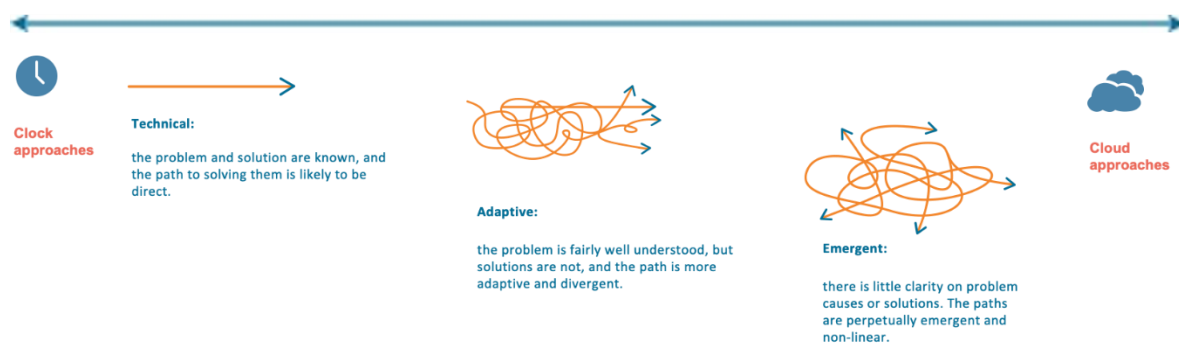 Clock
approaches
Technical:
the problem and solution are known, and
the path to solving them is likely to be
direct.
Adaptive:
the problem is fairly well understood, but
solutions are not, and the path is more
adaptive and divergent.
Emergent:
there is little clarity on problem
causes or solutions. The paths
are perpetually emergent and
non-linear.
Cloud
approaches